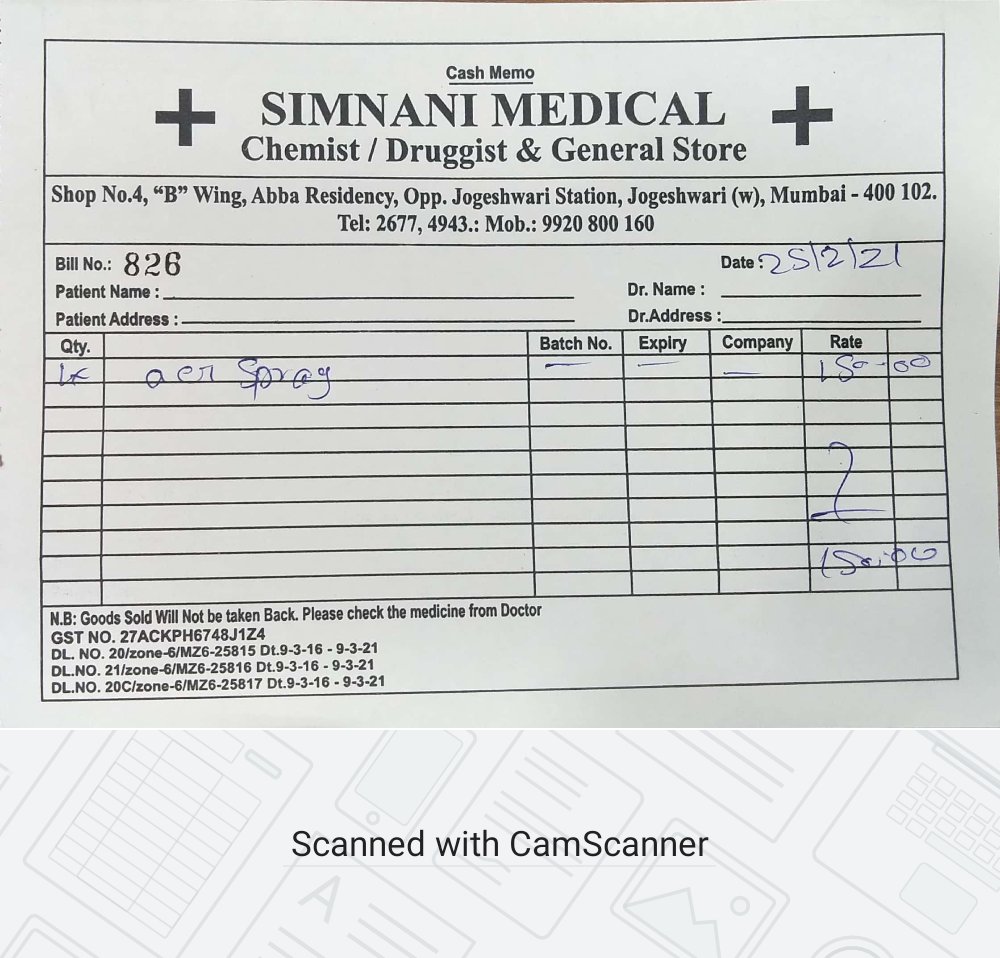 Cash Memo
SIMNANI MEDICAL
Chemist / Druggist & General Store
Shop No.4, “B” Wing, Abba Residency, Opp. Jogeshwari Station, Jogeshwari (w), Mumbai - 400 102.
Tel: 2677, 4943.: Mob.: 9920 800 160
Bill No.: 826 Date : 25/2/21
Patient Name : Dr. Name :
Patient Address : Dr.Address :
Qty. Batch No. Expiry Company Rate
aer Spray — — — 150-00
150.00
N.B: Goods Sold Will Not be taken Back. Please check the medicine from Doctor
GST NO. 27ACKPH6748J1Z4
DL. NO. 20/zone-6/MZ6-25815 Dt.9-3-16 - 9-3-21
DL.NO. 21/zone-6/MZ6-25816 Dt.9-3-16 - 9-3-21
DL.NO. 20C/zone-6/MZ6-25817 Dt.9-3-16 - 9-3-21
Scanned with CamScanner